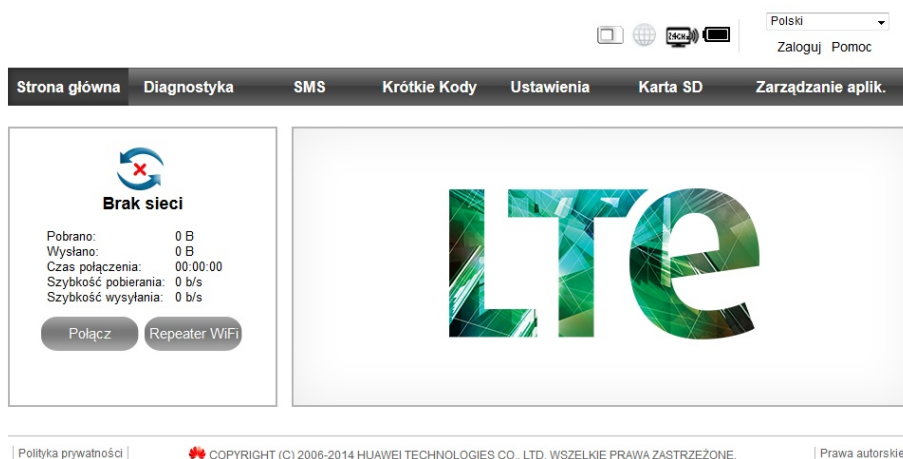 Polski
2.4GHz
Zaloguj Pomoc
Strona główna Diagnostyka SMS Krótkie Kody Ustawienia Karta SD Zarządzanie aplik.
Brak sieci
Pobrano: 0 B
Wysłano: 0 B
Czas połączenia: 00:00:00
Szybkość pobierania: 0 b/s
Szybkość wysyłania: 0 b/s
Połącz Repeater WiFi
LTe
Polityka prywatności | COPYRIGHT (C) 2006-2014 HUAWEI TECHNOLOGIES CO., LTD. WSZELKIE PRAWA ZASTRZEŻONE. | Prawa autorskie